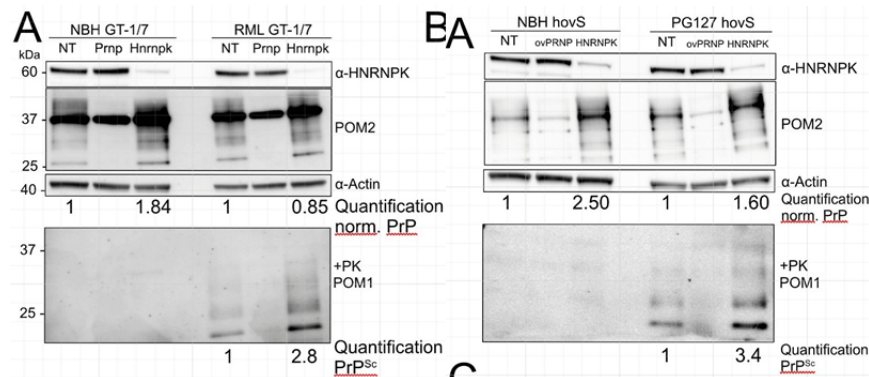 A
NBH GT-1/7 RML GT-1/7
kDa NT Prnp Hnrnpk NT Prnp Hnrnpk
60 α-HNRNPK
37 POM2
25
40 α-Actin
1 1.84 1 0.85 Quantification
norm. PrP
37
+PK
POM1
25
1 2.8 Quantification
PrPSc
B
A
NBH hovS PG127 hovS
NT ovPRNP HNRNPK NT ovPRNP HNRNPK
α-HNRNPK
POM2
α-Actin
1 2.50 1 1.60 Quantification
norm. PrP
+PK
POM1
1 3.4 Quantification
PrPSc